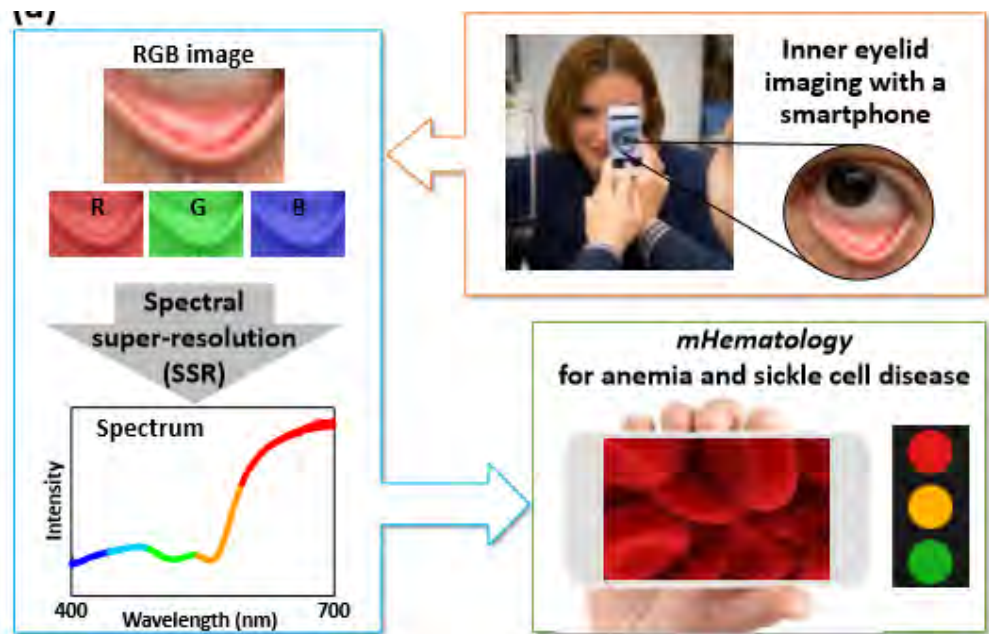 (a)
RGB image
R G B
Spectral
super-resolution
(SSR)
Spectrum
Intensity
400 700
Wavelength (nm)
Inner eyelid
imaging with a
smartphone
mHematology
for anemia and sickle cell disease